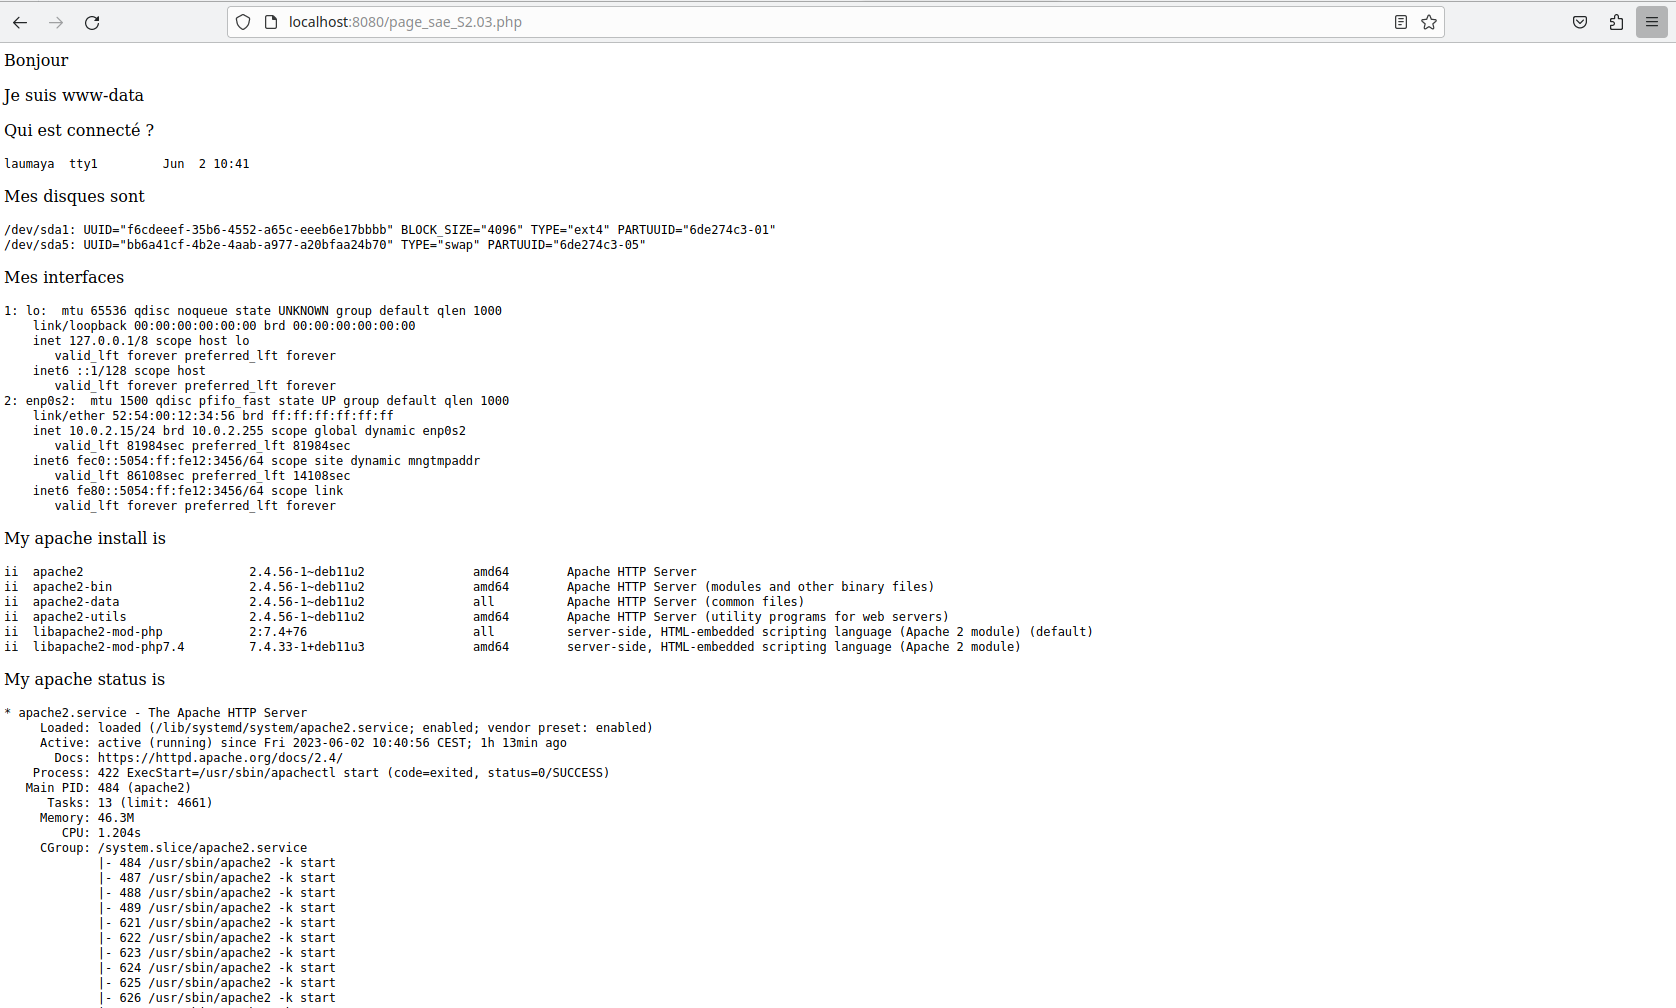 localhost:8080/page_sae_S2.03.php
Bonjour
Je suis www-data
Qui est connecté ?
laumaya  tty1         Jun  2 10:41
Mes disques sont
/dev/sda1: UUID="f6cdeeef-35b6-4552-a65c-eeeb6e17bbbb" BLOCK_SIZE="4096" TYPE="ext4" PARTUUID="6de274c3-01"
/dev/sda5: UUID="bb6a41cf-4b2e-4aab-a977-a20bfaa24b70" TYPE="swap" PARTUUID="6de274c3-05"
Mes interfaces
1: lo:  mtu 65536 qdisc noqueue state UNKNOWN group default qlen 1000
    link/loopback 00:00:00:00:00:00 brd 00:00:00:00:00:00
    inet 127.0.0.1/8 scope host lo
       valid_lft forever preferred_lft forever
    inet6 ::1/128 scope host
       valid_lft forever preferred_lft forever
2: enp0s2:  mtu 1500 qdisc pfifo_fast state UP group default qlen 1000
    link/ether 52:54:00:12:34:56 brd ff:ff:ff:ff:ff:ff
    inet 10.0.2.15/24 brd 10.0.2.255 scope global dynamic enp0s2
       valid_lft 81984sec preferred_lft 81984sec
    inet6 fec0::5054:ff:fe12:3456/64 scope site dynamic mngtmpaddr
       valid_lft 86108sec preferred_lft 14108sec
    inet6 fe80::5054:ff:fe12:3456/64 scope link
       valid_lft forever preferred_lft forever
My apache install is
ii  apache2                       2.4.56-1~deb11u2               amd64        Apache HTTP Server
ii  apache2-bin                   2.4.56-1~deb11u2               amd64        Apache HTTP Server (modules and other binary files)
ii  apache2-data                  2.4.56-1~deb11u2               all          Apache HTTP Server (common files)
ii  apache2-utils                 2.4.56-1~deb11u2               amd64        Apache HTTP Server (utility programs for web servers)
ii  libapache2-mod-php            2:7.4+76                       all          server-side, HTML-embedded scripting language (Apache 2 module) (default)
ii  libapache2-mod-php7.4         7.4.33-1+deb11u3               amd64        server-side, HTML-embedded scripting language (Apache 2 module)
My apache status is
* apache2.service - The Apache HTTP Server
     Loaded: loaded (/lib/systemd/system/apache2.service; enabled; vendor preset: enabled)
     Active: active (running) since Fri 2023-06-02 10:40:56 CEST; 1h 13min ago
       Docs: https://httpd.apache.org/docs/2.4/
    Process: 422 ExecStart=/usr/sbin/apachectl start (code=exited, status=0/SUCCESS)
   Main PID: 484 (apache2)
      Tasks: 13 (limit: 4661)
     Memory: 46.3M
        CPU: 1.204s
     CGroup: /system.slice/apache2.service
             |- 484 /usr/sbin/apache2 -k start
             |- 487 /usr/sbin/apache2 -k start
             |- 488 /usr/sbin/apache2 -k start
             |- 489 /usr/sbin/apache2 -k start
             |- 621 /usr/sbin/apache2 -k start
             |- 622 /usr/sbin/apache2 -k start
             |- 623 /usr/sbin/apache2 -k start
             |- 624 /usr/sbin/apache2 -k start
             |- 625 /usr/sbin/apache2 -k start
             |- 626 /usr/sbin/apache2 -k start